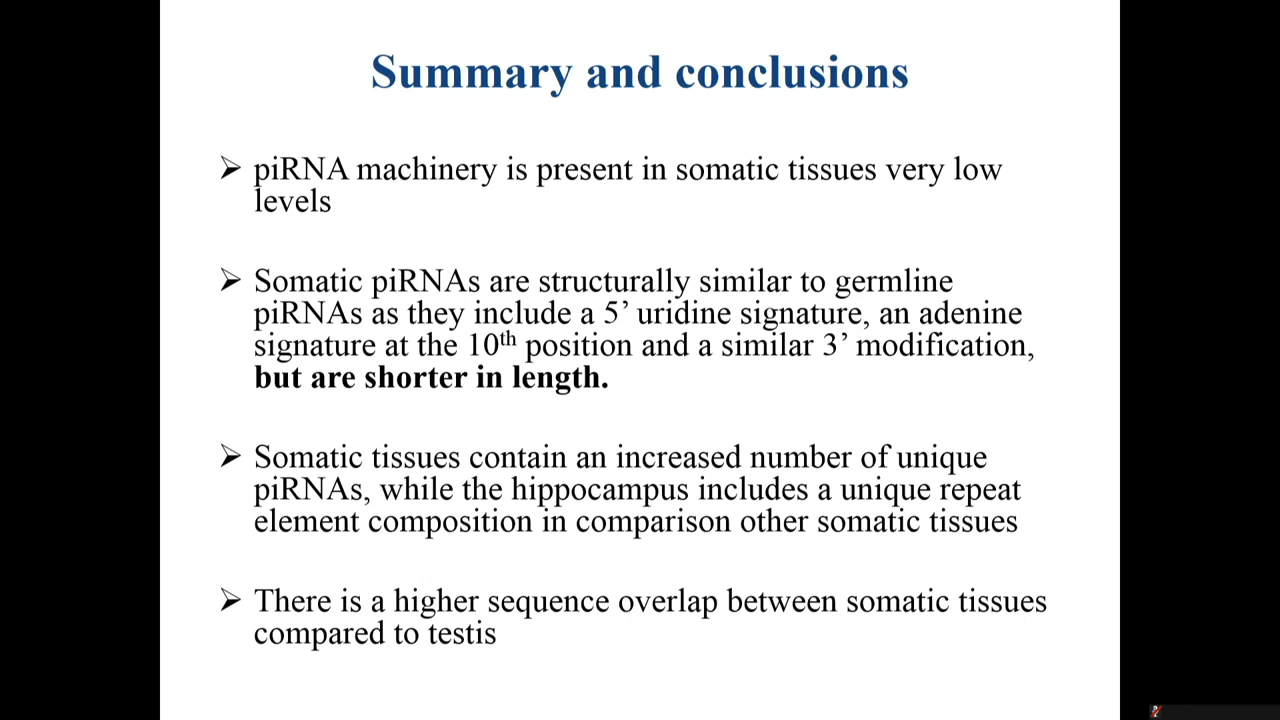 Summary and conclusions
➢ piRNA machinery is present in somatic tissues very low
levels
➢ Somatic piRNAs are structurally similar to germline
piRNAs as they include a 5’ uridine signature, an adenine
signature at the 10th position and a similar 3’ modification,
but are shorter in length.
➢ Somatic tissues contain an increased number of unique
piRNAs, while the hippocampus includes a unique repeat
element composition in comparison other somatic tissues
➢ There is a higher sequence overlap between somatic tissues
compared to testis